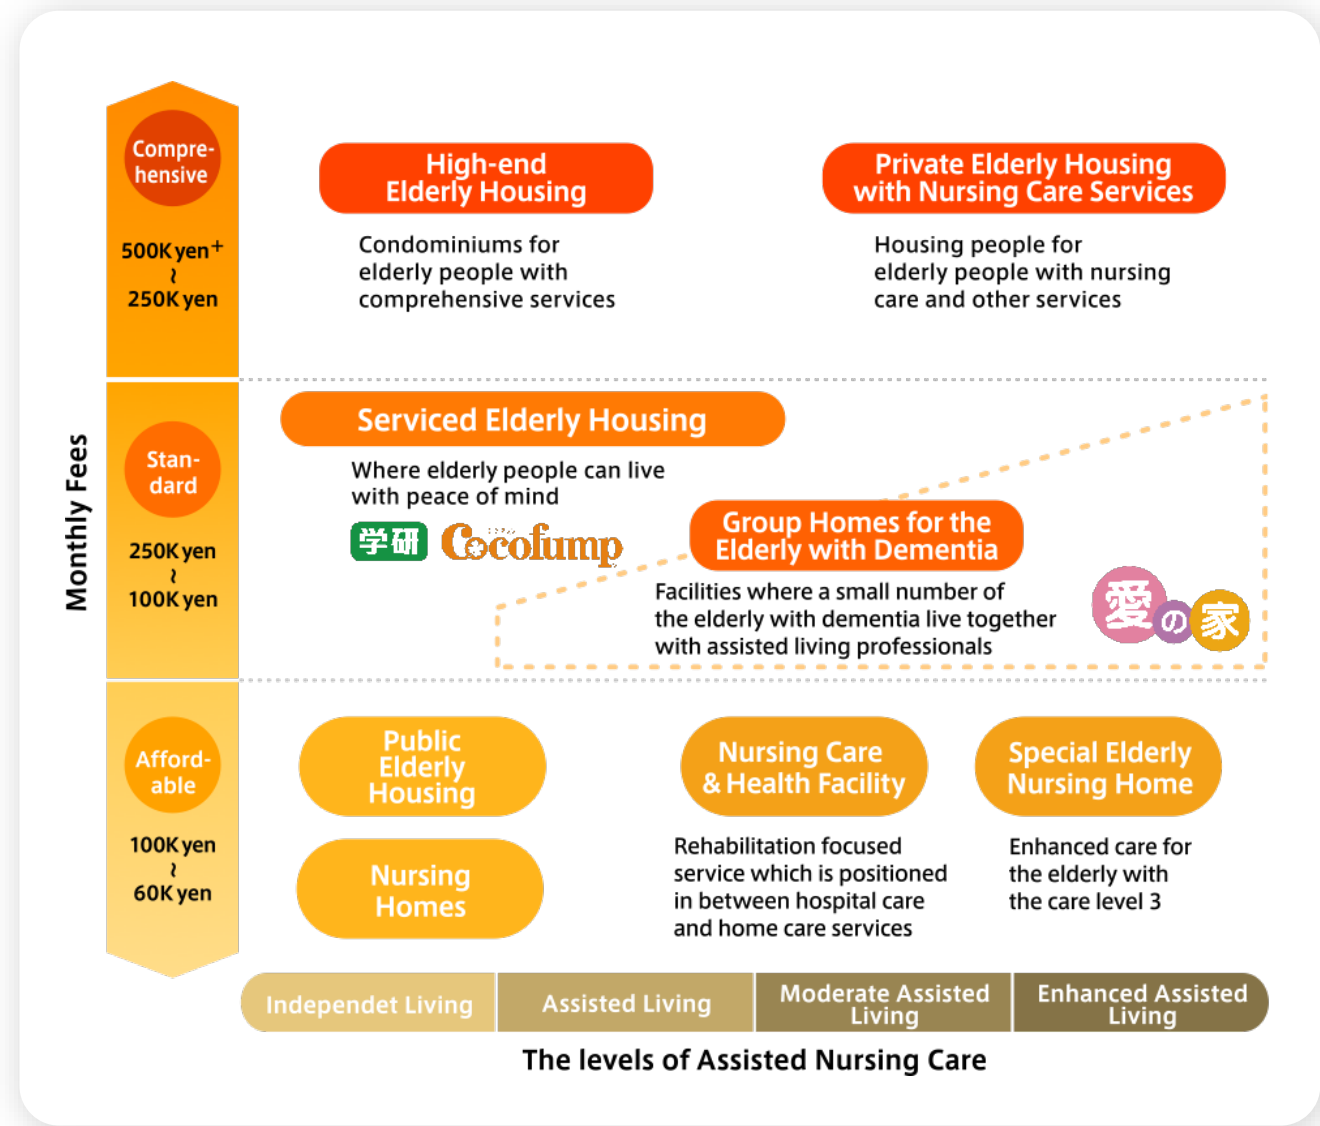 Monthly Fees
Compre-
hensive
500K yen+
~
250K yen
High-end
Elderly Housing
Condominiums for
elderly people with
comprehensive services
Private Elderly Housing
with Nursing Care Services
Housing people for
elderly people with nursing
care and other services
Stan-
dard
250K yen
~
100K yen
Serviced Elderly Housing
Where elderly people can live
with peace of mind
学研 Cocofump
Group Homes for the
Elderly with Dementia
Facilities where a small number of
the elderly with dementia live together
with assisted living professionals
愛の家
Afford-
able
100K yen
~
60K yen
Public
Elderly
Housing
Nursing
Homes
Nursing Care
& Health Facility
Rehabilitation focused
service which is positioned
in between hospital care
and home care services
Special Elderly
Nursing Home
Enhanced care for
the elderly with
the care level 3
Independet Living
Assisted Living
Moderate Assisted
Living
Enhanced Assisted
Living
The levels of Assisted Nursing Care